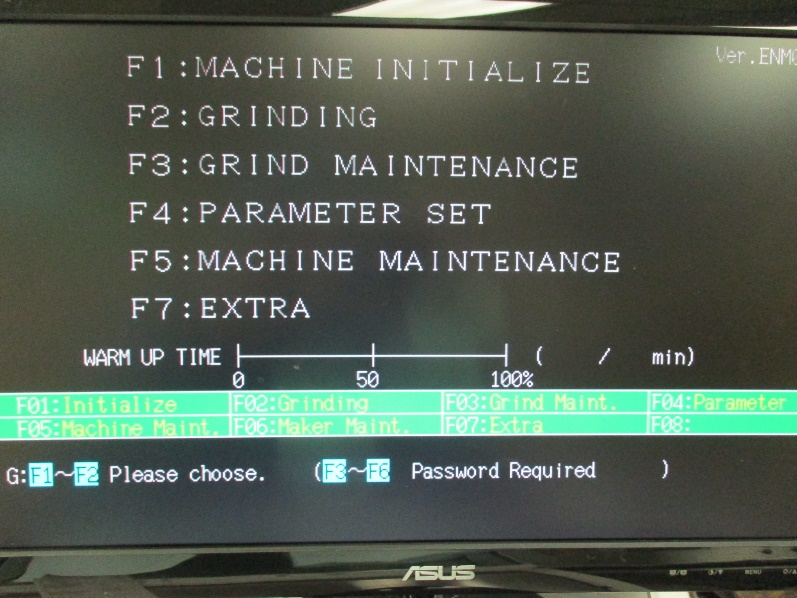 Ver.ENM
F1:MACHINE INITIALIZE
F2:GRINDING
F3:GRIND MAINTENANCE
F4:PARAMETER SET
F5:MACHINE MAINTENANCE
F7:EXTRA
WARM UP TIME ( / min)
0 50 100%
F01:Initialize F02:Grinding F03:Grind Maint. F04:Parameter
F05:Machine Maint. F06:Maker Maint. F07:Extra F08:
G:F1~F2 Please choose. (F3~F6 Password Required )
ASUS
MENU